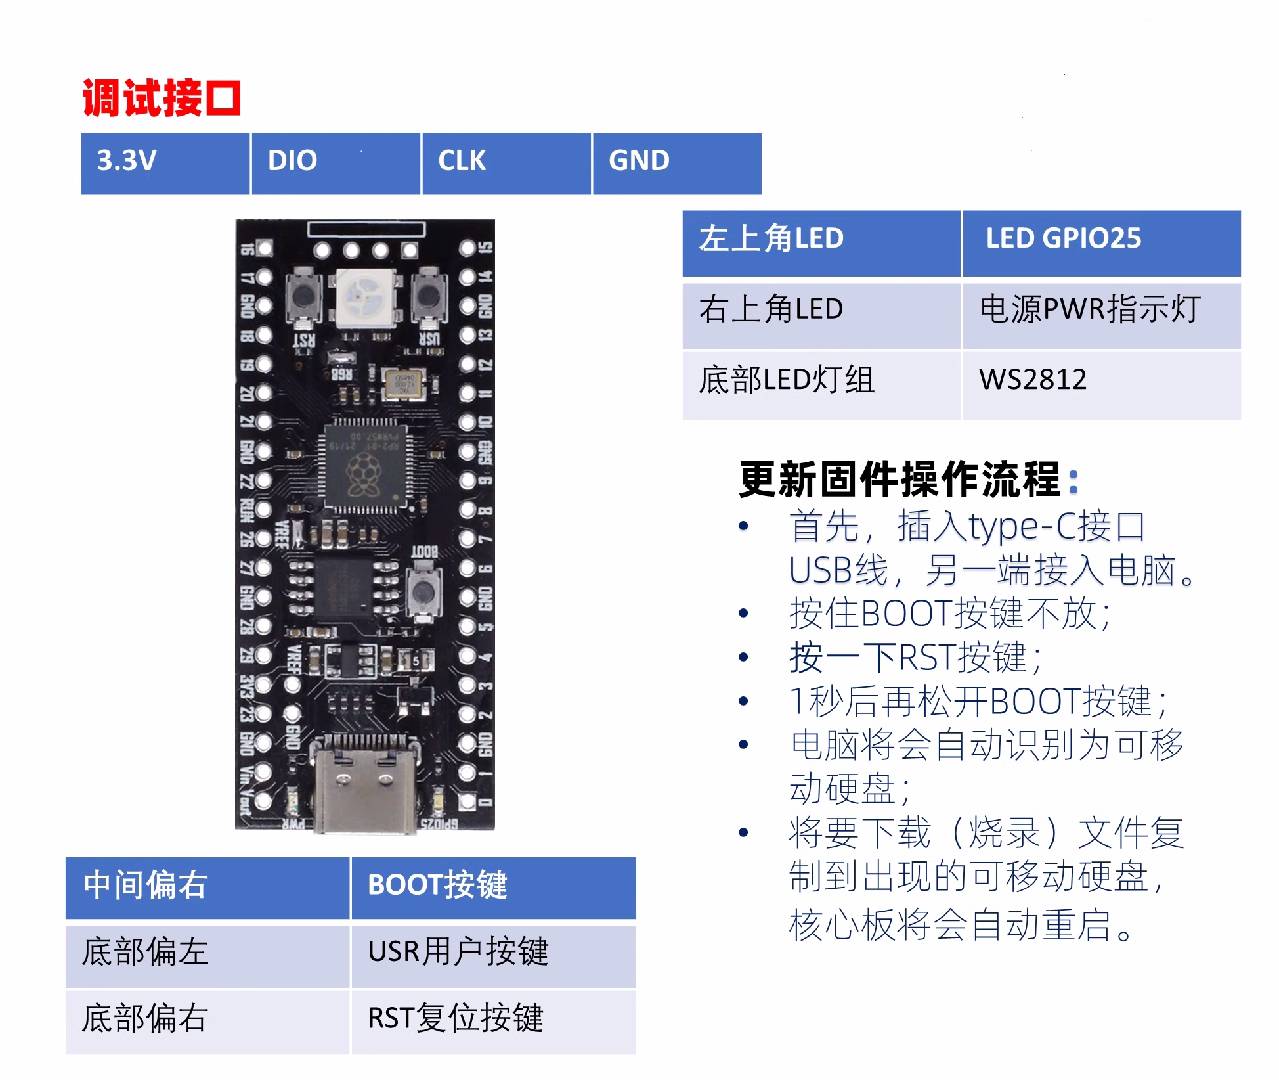 调试接口
3.3V DIO CLK GND
左上角LED LED GPIO25
右上角LED 电源PWR指示灯
底部LED灯组 WS2812
16
17
GND
18
19
20
21
GND
22
RUN
26
27
GND
28
29
3V3
23
GND
Vin
Vout
15
14
GND
13
12
11
10
GND
9
8
7
6
GND
5
4
3
2
GND
1
0
RST
USR
RGB
VREF
BOOT
VREF
GND
5
PWR
GPIO25
中间偏右 BOOT按键
底部偏左 USR用户按键
底部偏右 RST复位按键
更新固件操作流程：
• 首先，插入type-C接口
USB线，另一端接入电脑。
• 按住BOOT按键不放；
• 按一下RST按键；
• 1秒后再松开BOOT按键；
• 电脑将会自动识别为可移
动硬盘；
• 将要下载（烧录）文件复
制到出现的可移动硬盘，
核心板将会自动重启。